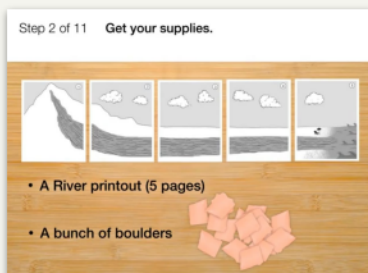 Step 2 of 11 Get your supplies.
• A River printout (5 pages)
• A bunch of boulders